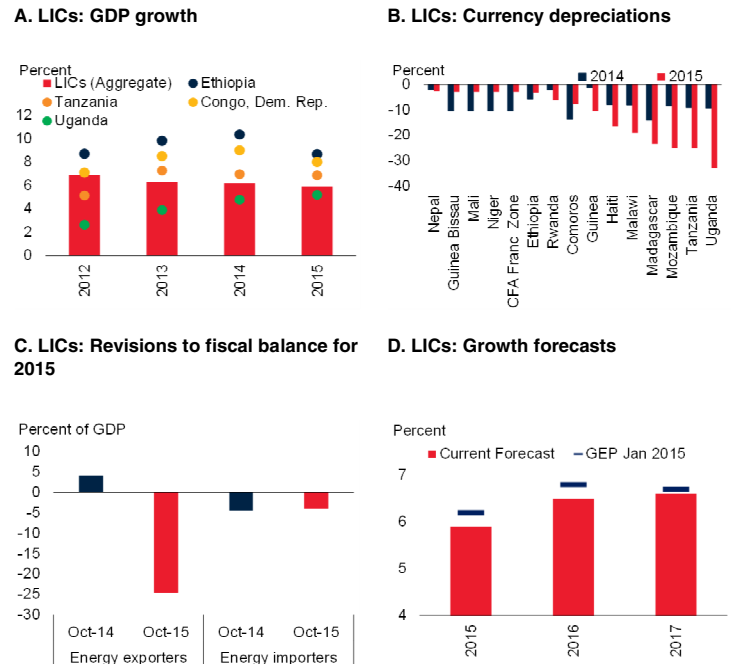 A. LICs: GDP growth
Percent
LICs (Aggregate)
Ethiopia
Tanzania
Congo, Dem. Rep.
Uganda
12
10
8
6
4
2
0
2012
2013
2014
2015
B. LICs: Currency depreciations
Percent
2014
2015
0
-10
-20
-30
-40
Nepal
Guinea Bissau
Mali
Niger
CFA Franc Zone
Ethiopia
Rwanda
Comoros
Guinea
Haiti
Malawi
Madagascar
Mozambique
Tanzania
Uganda
C. LICs: Revisions to fiscal balance for
2015
Percent of GDP
10
5
0
-5
-10
-15
-20
-25
-30
Oct-14
Oct-15
Oct-14
Oct-15
Energy exporters
Energy importers
D. LICs: Growth forecasts
Percent
Current Forecast
GEP Jan 2015
7
6
5
4
2015
2016
2017